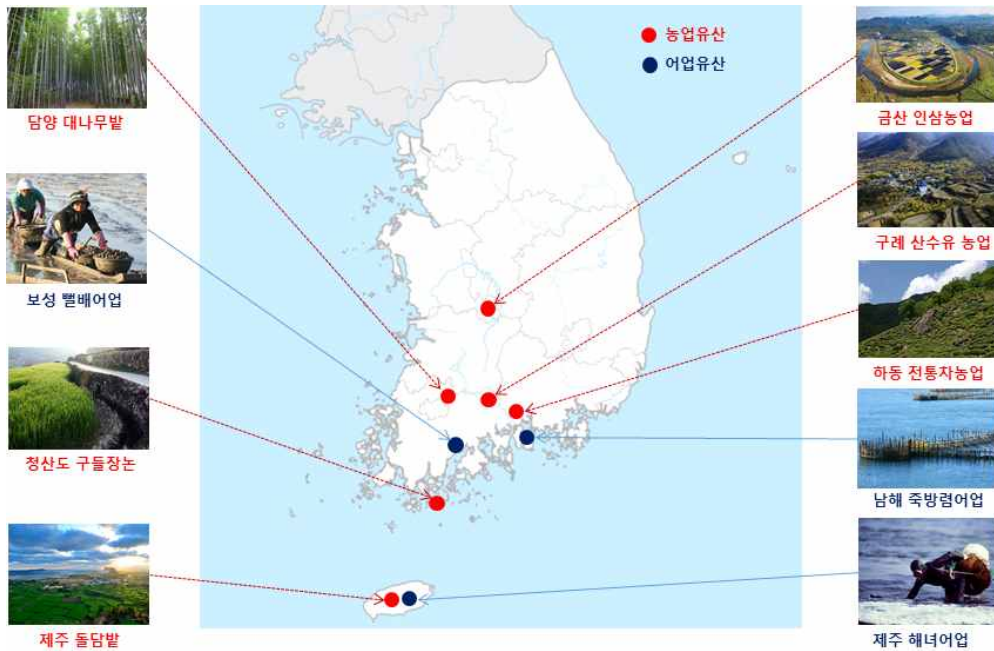 농업유산
어업유산
담양 대나무밭
보성 뻘배어업
청산도 구들장논
제주 돌담밭
금산 인삼농업
구례 산수유 농업
하동 전통차농업
남해 죽방렴어업
제주 해녀어업